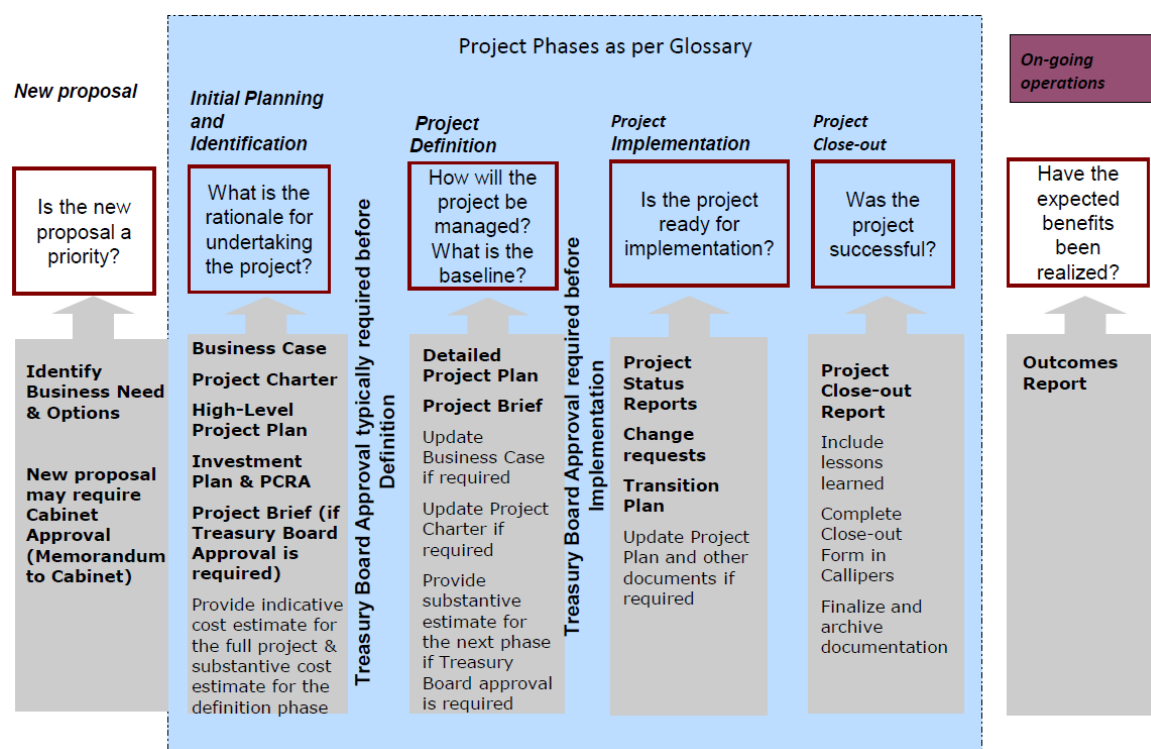 Project Phases as per Glossary
On-going
operations
New proposal
Initial Planning
and
Identification
Project
Definition
Project
Implementation
Project
Close-out
Is the new
proposal a
priority?
What is the
rationale for
undertaking
the project?
How will the
project be
managed?
What is the
baseline?
Is the project
ready for
implementation?
Was the
project
successful?
Have the
expected
benefits
been
realized?
Identify
Business Need
& Options
New proposal
may require
Cabinet
Approval
(Memorandum
to Cabinet)
Business Case
Project Charter
High-Level
Project Plan
Investment
Plan & PCRA
Project Brief (if
Treasury Board
Approval is
required)
Provide indicative
cost estimate for
the full project &
substantive cost
estimate for the
definition phase
Treasury Board Approval typically required before
Definition
Detailed
Project Plan
Project Brief
Update
Business Case
if required
Update Project
Charter if
required
Provide
substantive
estimate for
the next phase
if Treasury
Board approval
is required
Treasury Board Approval required before
Implementation
Project
Status
Reports
Change
requests
Transition
Plan
Update Project
Plan and other
documents if
required
Project
Close-out
Report
Include
lessons
learned
Complete
Close-out
Form in
Callipers
Finalize and
archive
documentation
Outcomes
Report